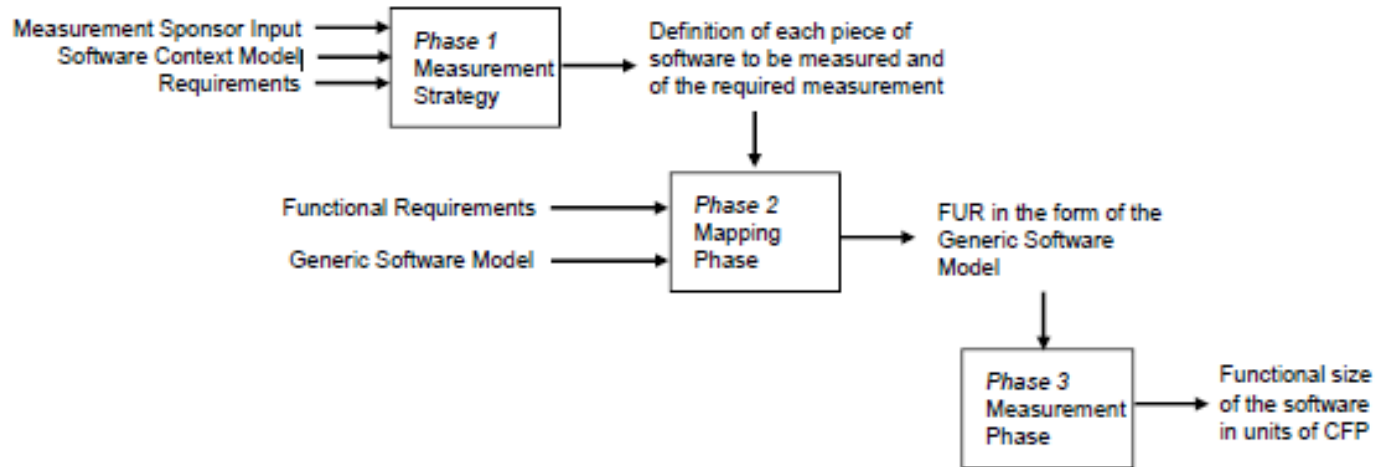 Measurement Sponsor Input
Software Context Model
Requirements
Phase 1
Measurement
Strategy
Definition of each piece of
software to be measured and
of the required measurement
Functional Requirements
Generic Software Model
Phase 2
Mapping
Phase
FUR in the form of the
Generic Software
Model
Phase 3
Measurement
Phase
Functional size
of the software
in units of CFP